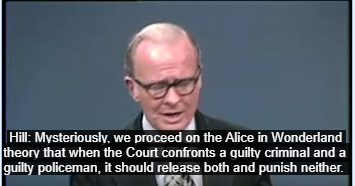 Hill: Mysteriously, we proceed on the Alice in Wonderland
theory that when the Court confronts a guilty criminal and a
guilty policeman, it should release both and punish neither.